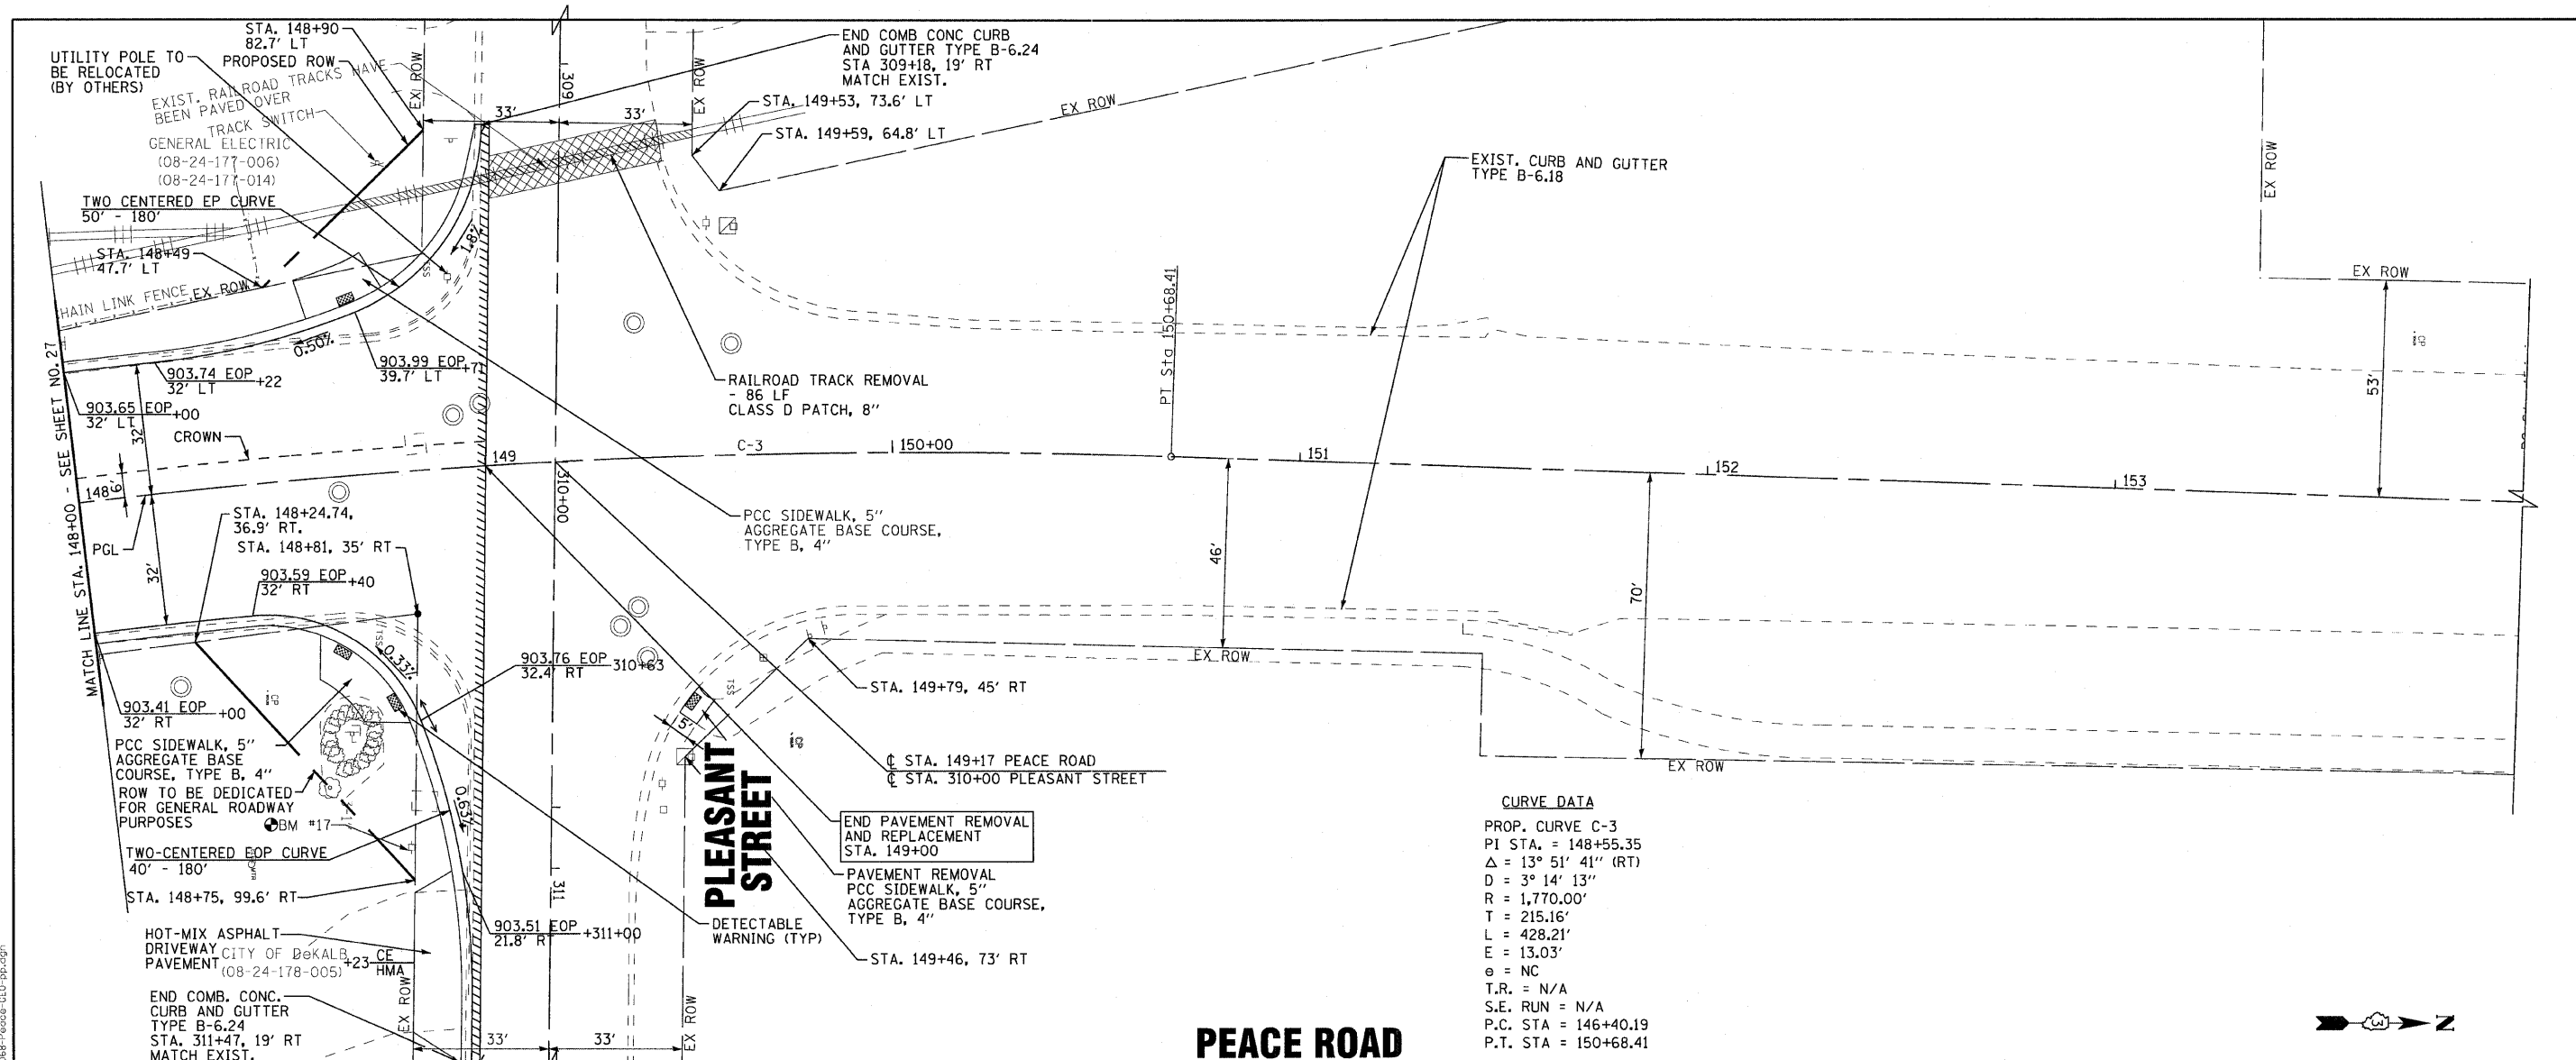 STA. 148+90
82.7' LT
PROPOSED ROW
UTILITY POLE TO
BE RELOCATED
(BY OTHERS)
EXIST. RAILROAD TRACKS HAVE
BEEN PAVED OVER
TRACK SWITCH
GENERAL ELECTRIC
(08-24-177-006)
(08-24-177-014)
TWO CENTERED EP CURVE
50' - 180'
STA. 148+49
47.7' LT
CHAIN LINK FENCE
EX ROW
EX ROW
33'
309
33'
EX ROW
END COMB CONC CURB
AND GUTTER TYPE B-6.24
STA 309+18, 19' RT
MATCH EXIST.
STA. 149+53, 73.6' LT
STA. 149+59, 64.8' LT
EX ROW
EXIST. CURB AND GUTTER
TYPE B-6.18
EX ROW
EX ROW
53'
1.8%
TSS
0.50%
903.74 EOP +22
32' LT
903.99 EOP +71
39.7' LT
903.65 EOP +00
32' LT
32'
CROWN
RAILROAD TRACK REMOVAL
- 86 LF
CLASS D PATCH, 8"
PT Sta 150+68.41
MATCH LINE STA. 148+00 - SEE SHEET NO. 27
148
9'
PGL
32'
149
310+00
C-3
150+00
151
152
153
STA. 148+24.74,
36.9' RT.
STA. 148+81, 35' RT
903.59 EOP +40
32' RT
PCC SIDEWALK, 5"
AGGREGATE BASE COURSE,
TYPE B, 4"
46'
70'
TSS
0.33%
903.76 EOP 310+63
32.4' RT
EX ROW
STA. 149+79, 45' RT
TSS
5'
903.41 EOP +00
32' RT
PCC SIDEWALK, 5"
AGGREGATE BASE
COURSE, TYPE B, 4"
ROW TO BE DEDICATED
FOR GENERAL ROADWAY
PURPOSES
BM #17
0.63%
TWO-CENTERED EOP CURVE
40' - 180'
STA. 148+75, 99.6' RT
PLEASANT
STREET
℄ STA. 149+17 PEACE ROAD
℄ STA. 310+00 PLEASANT STREET
EX ROW
END PAVEMENT REMOVAL
AND REPLACEMENT
STA. 149+00
PAVEMENT REMOVAL
PCC SIDEWALK, 5"
AGGREGATE BASE COURSE,
TYPE B, 4"
311
DETECTABLE
WARNING (TYP)
903.51 EOP +311+00
21.8' RT
STA. 149+46, 73' RT
HOT-MIX ASPHALT
DRIVEWAY
PAVEMENT
CITY OF DeKALB
(08-24-178-005)
+23 CE
HMA
END COMB. CONC.
CURB AND GUTTER
TYPE B-6.24
STA. 311+47, 19' RT
MATCH EXIST.
EX ROW
33'
33'
EX ROW
CURVE DATA
PROP. CURVE C-3
PI STA. = 148+55.35
Δ = 13° 51' 41" (RT)
D = 3° 14' 13"
R = 1,770.00'
T = 215.16'
L = 428.21'
E = 13.03'
e = NC
T.R. = N/A
S.E. RUN = N/A
P.C. STA = 146+40.19
P.T. STA = 150+68.41
PEACE ROAD
N